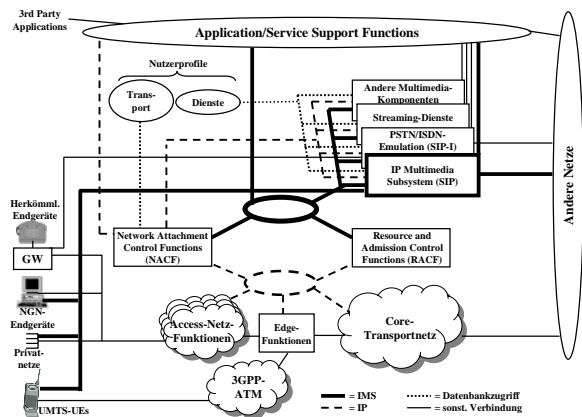 3rd Party
Applications
Application/Service Support Functions
Nutzerprofile
Trans-
port
Dienste
Andere Multimedia-
Komponenten
Streaming-Dienste
PSTN/ISDN-
Emulation (SIP-I)
IP Multimedia
Subsystem (SIP)
Andere Netze
Herkömml.
Endgeräte
GW
Network Attachment
Control Functions (NACF)
Resource and
Admission Control
Functions (RACF)
NGN-
Endgeräte
Access-Netz-
Funktionen
Edge-
Funktionen
Core-
Transportnetz
Privat-
netze
3GPP-
ATM
UMTS-UEs
= IMS
= IP
= Datenbankzugriff
= sonst. Verbindung